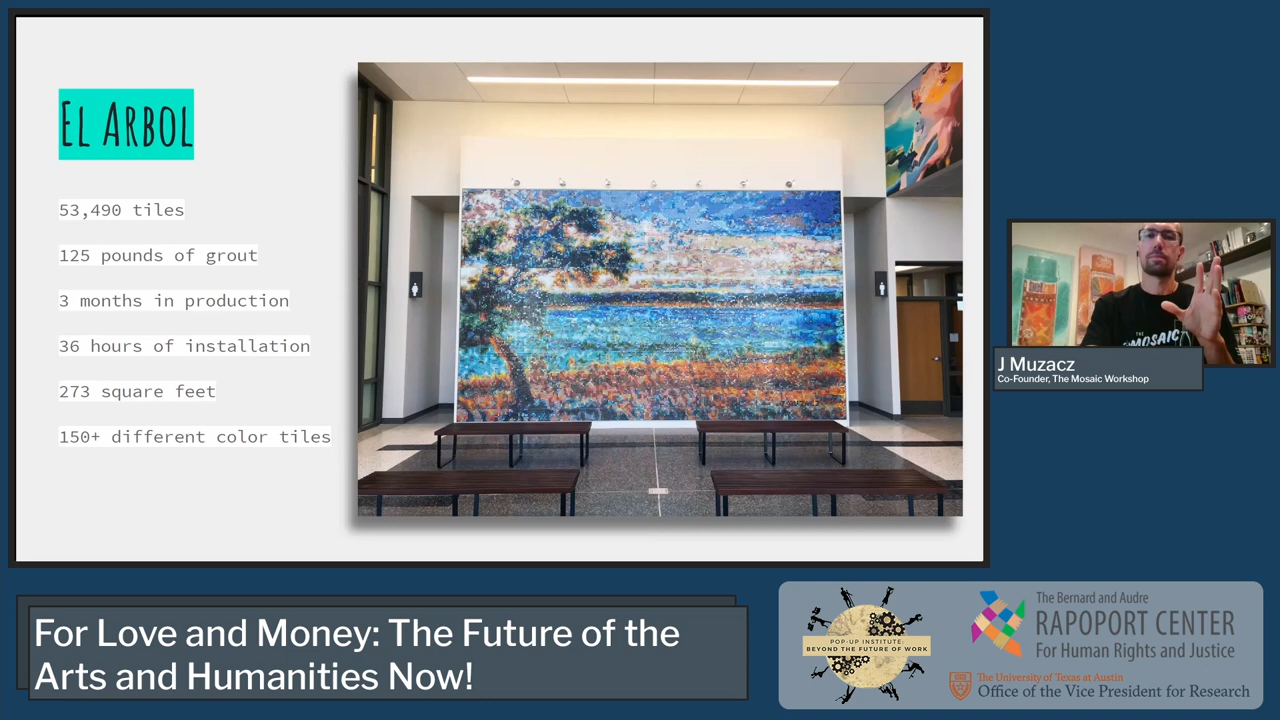 El Arbol
53,490 tiles
125 pounds of grout
3 months in production
36 hours of installation
273 square feet
150+ different color tiles
THE
MOSAIC
J Muzacz
Co-Founder, The Mosaic Workshop
For Love and Money: The Future of the
Arts and Humanities Now!
POP-UP INSTITUTE:
BEYOND THE FUTURE OF WORK
The Bernard and Audre
RAPOPORT CENTER
For Human Rights and Justice
The University of Texas at Austin
Office of the Vice President for Research